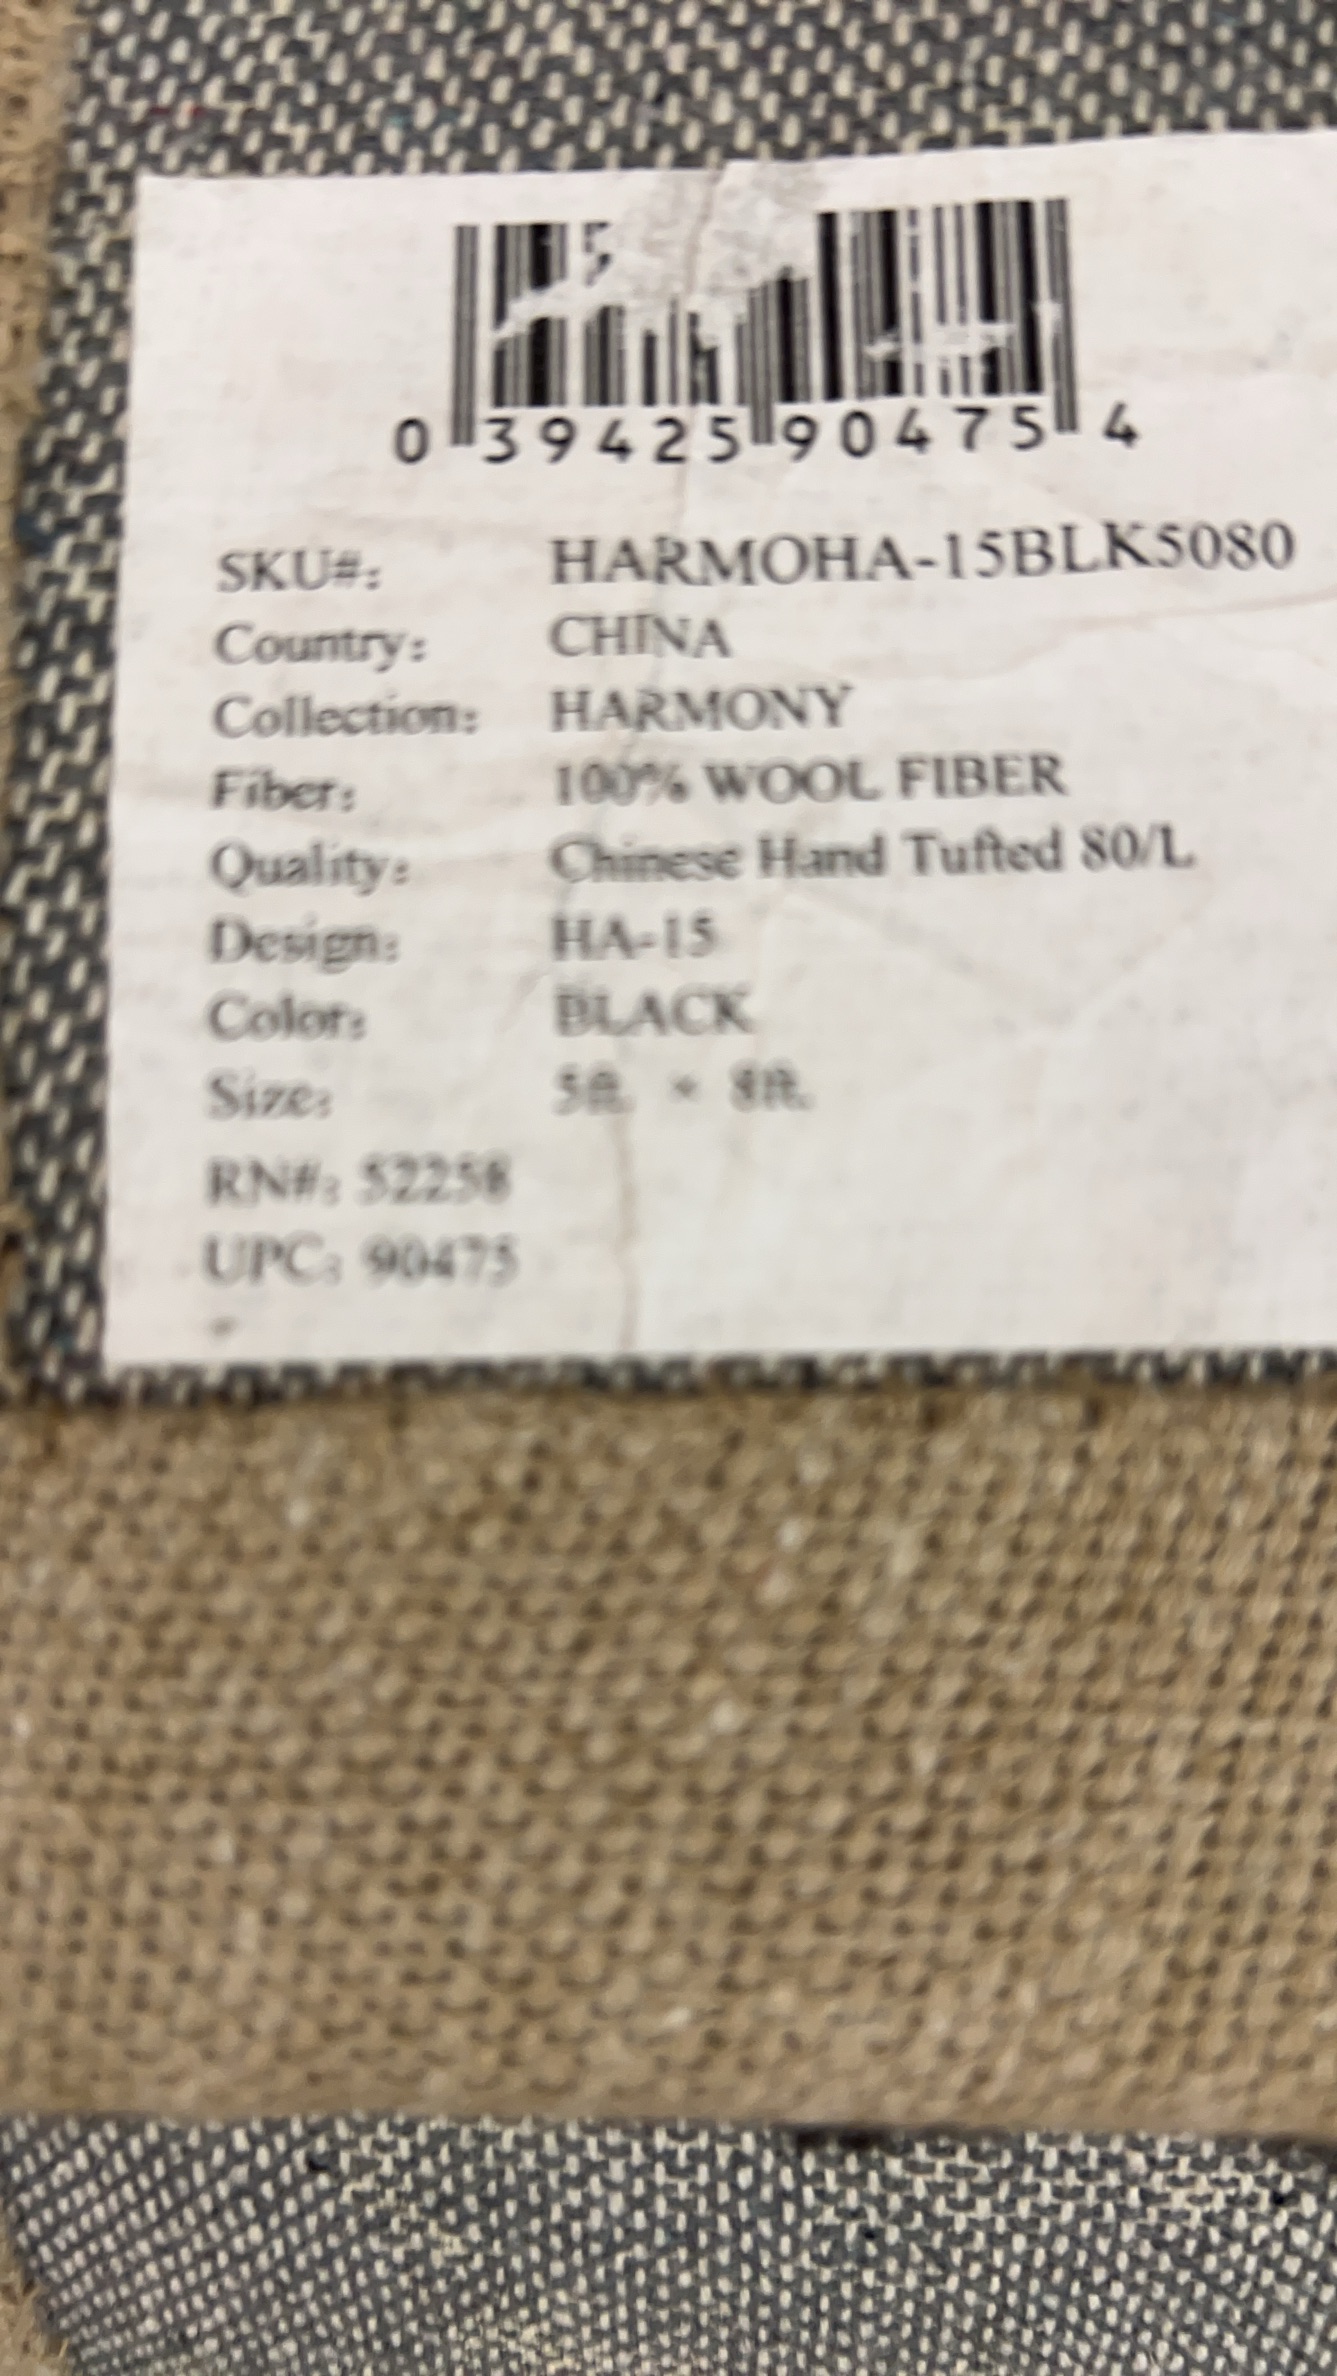 0 39425 90475 4
SKU#: HARMOHA-15BLK5080
Country: CHINA
Collection: HARMONY
Fiber: 100% WOOL FIBER
Quality: Chinese Hand Tufted 80/L
Design: HA-15
Color: BLACK
Size: 5ft. × 8ft.
RN#: 52258
UPC: 90475